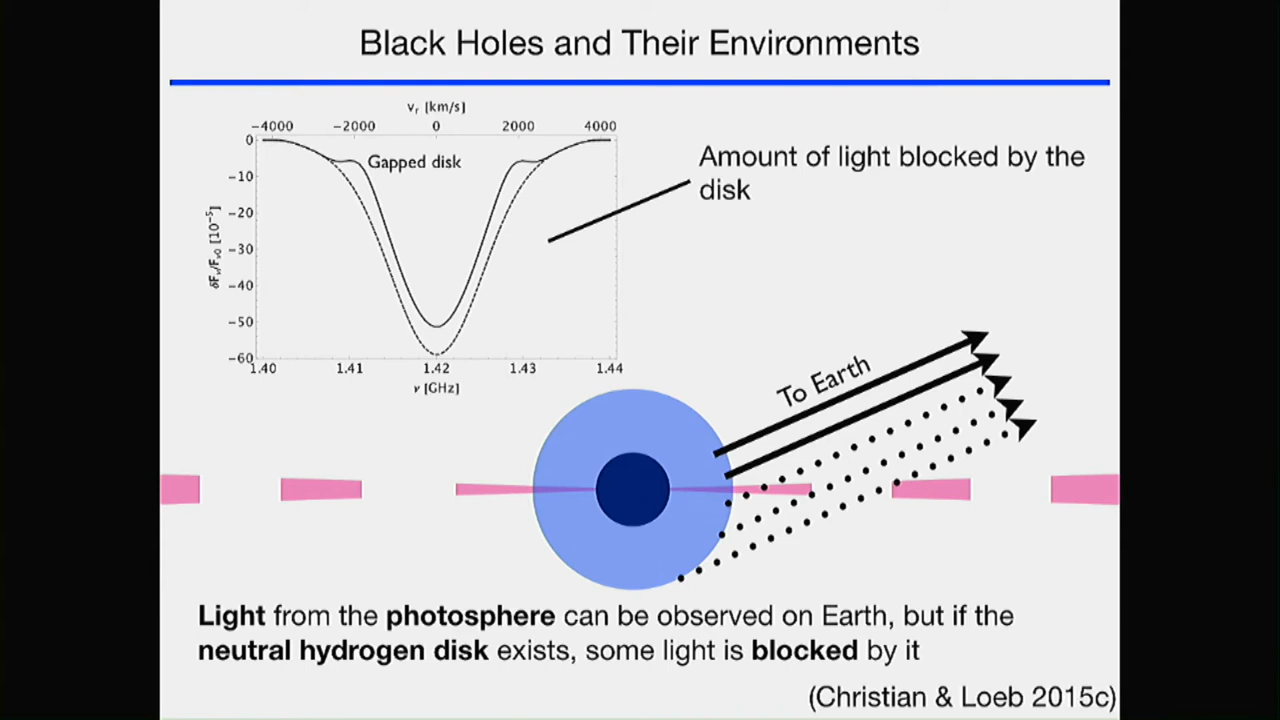 Black Holes and Their Environments
vᵣ [km/s]
−4000 −2000 0 2000 4000
0
−10
−20
−30
−40
−50
−60
δFᵥ/Fᵥ₀ [10⁻⁵]
Gapped disk
1.40 1.41 1.42 1.43 1.44
ν [GHz]
Amount of light blocked by the
disk
To Earth
Light from the photosphere can be observed on Earth, but if the
neutral hydrogen disk exists, some light is blocked by it
(Christian & Loeb 2015c)